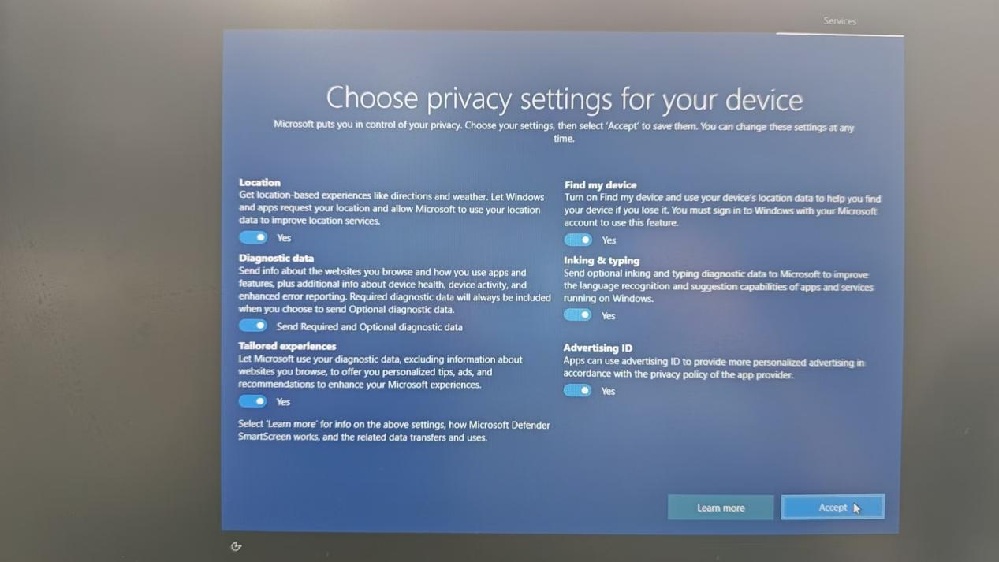 Services
Choose privacy settings for your device
Microsoft puts you in control of your privacy. Choose your settings, then select 'Accept' to save them. You can change these settings at any
time.
Location
Get location-based experiences like directions and weather. Let Windows
and apps request your location and allow Microsoft to use your location
data to improve location services.
Yes
Diagnostic data
Send info about the websites you browse and how you use apps and
features, plus additional info about device health, device activity, and
enhanced error reporting. Required diagnostic data will always be included
when you choose to send Optional diagnostic data.
Send Required and Optional diagnostic data
Tailored experiences
Let Microsoft use your diagnostic data, excluding information about
websites you browse, to offer you personalized tips, ads, and
recommendations to enhance your Microsoft experiences.
Yes
Select 'Learn more' for info on the above settings, how Microsoft Defender
SmartScreen works, and the related data transfers and uses.
Find my device
Turn on Find my device and use your device's location data to help you find
your device if you lose it. You must sign in to Windows with your Microsoft
account to use this feature.
Yes
Inking & typing
Send optional inking and typing diagnostic data to Microsoft to improve
the language recognition and suggestion capabilities of apps and services
running on Windows.
Yes
Advertising ID
Apps can use advertising ID to provide more personalized advertising in
accordance with the privacy policy of the app provider.
Yes
Learn more
Accept